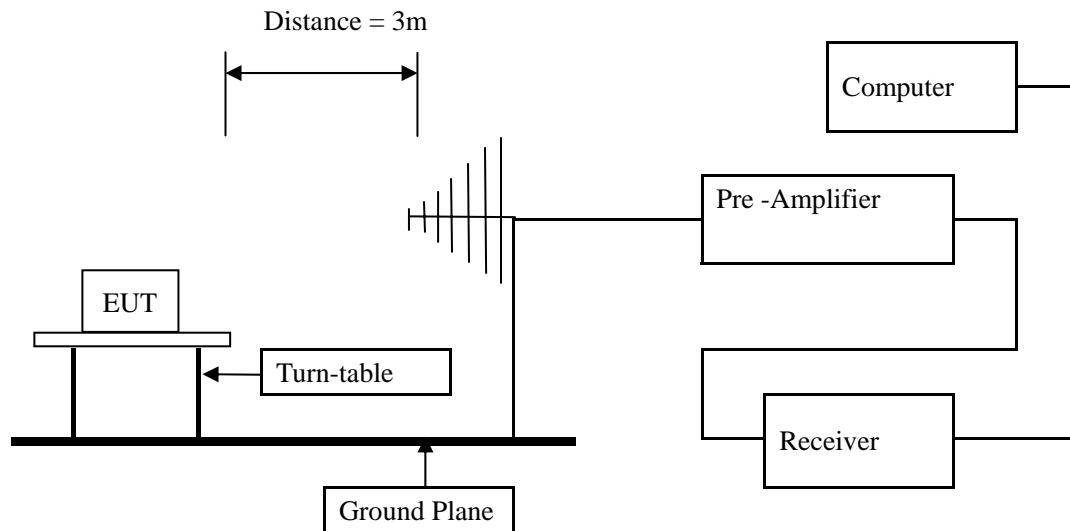 Distance = 3m
Computer
Pre -Amplifier
EUT
Turn-table
Receiver
Ground Plane